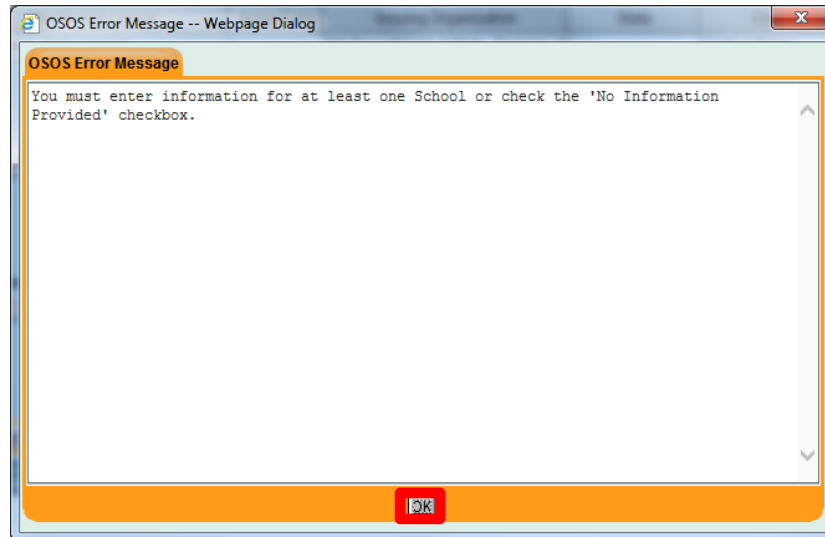 OSOS Error Message -- Webpage Dialog
x
OSOS Error Message
You must enter information for at least one School or check the 'No Information
Provided' checkbox.
OK